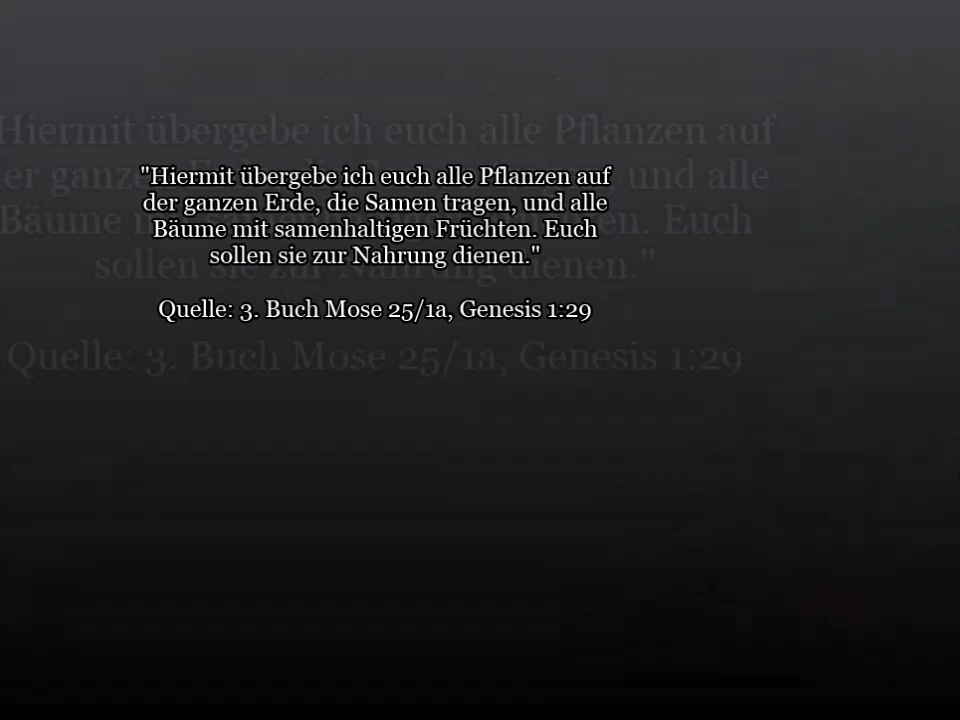 "Hiermit übergebe ich euch alle Pflanzen auf
der ganzen Erde, die Samen tragen, und alle
Bäume mit samenhaltigen Früchten. Euch
sollen sie zur Nahrung dienen."
Quelle: 3. Buch Mose 25/1a, Genesis 1:29